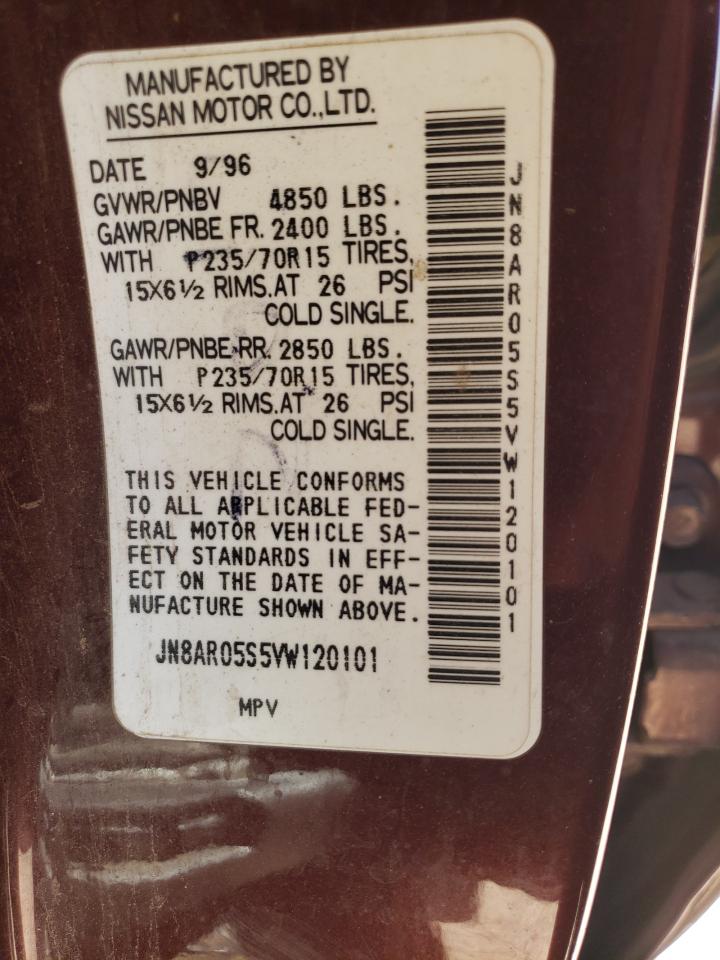 MANUFACTURED BY
NISSAN MOTOR CO.,LTD.
DATE 9/96
GVWR/PNBV 4850 LBS.
GAWR/PNBE FR. 2400 LBS.
WITH P235/70R15 TIRES,
15X6½ RIMS.AT 26 PSI
COLD SINGLE.
GAWR/PNBE RR. 2850 LBS.
WITH P235/70R15 TIRES,
15X6½ RIMS.AT 26 PSI
COLD SINGLE.
THIS VEHICLE CONFORMS
TO ALL APPLICABLE FED-
ERAL MOTOR VEHICLE SA-
FETY STANDARDS IN EFF-
ECT ON THE DATE OF MA-
NUFACTURE SHOWN ABOVE.
JN8AR05S5VW120101
MPV
JN8AR05S5VW120101